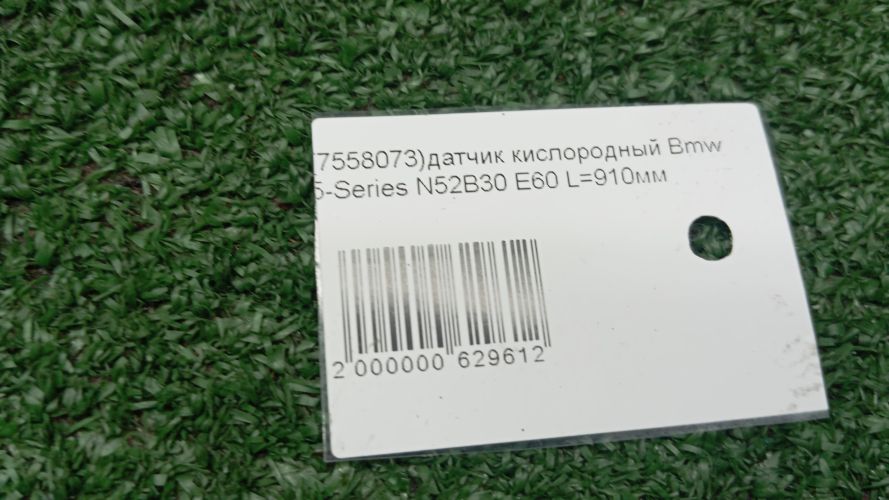 (7558073)датчик кислородный Bmw
5-Series N52B30 E60 L=910мм
2 000000 629612